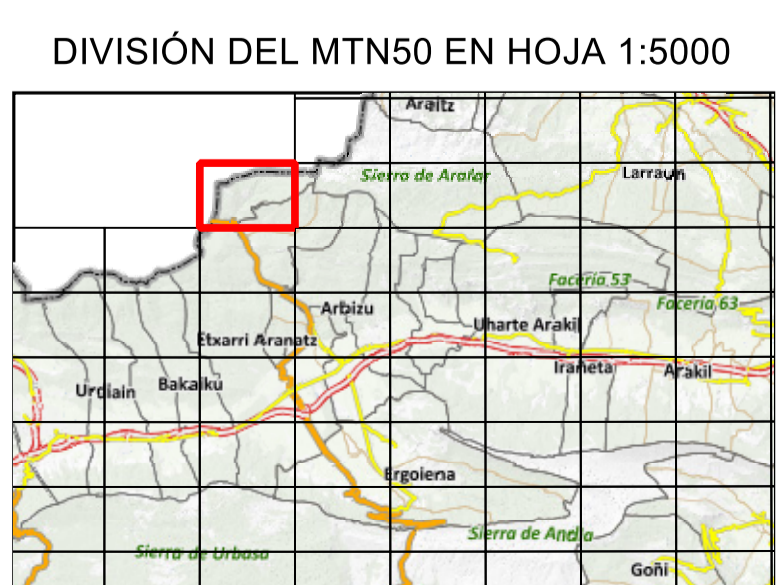 DIVISIÓN DEL MTN50 EN HOJA 1:5000
Araitz
Sierra de Aralar
Larraun
Facería 53
Facería 63
Arbizu
Uharte Arakil
Etxarri Aranatz
Irañeta
Arakil
Urdiain
Bakaiku
Ergoiena
Sierra de Andia
Sierra de Urbasa
Goñi